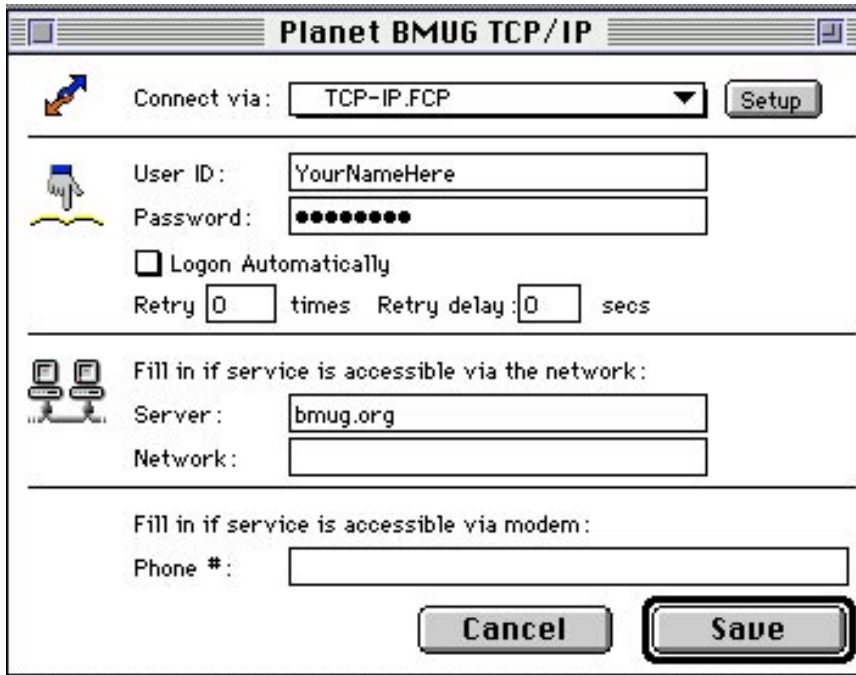 Planet BMUG TCP/IP
Connect via: TCP-IP.FCP Setup
User ID: YourNameHere
Password: ●●●●●●●●
Logon Automatically
Retry 0 times Retry delay: 0 secs
Fill in if service is accessible via the network:
Server: bmug.org
Network:
Fill in if service is accessible via modem:
Phone #:
Cancel Save